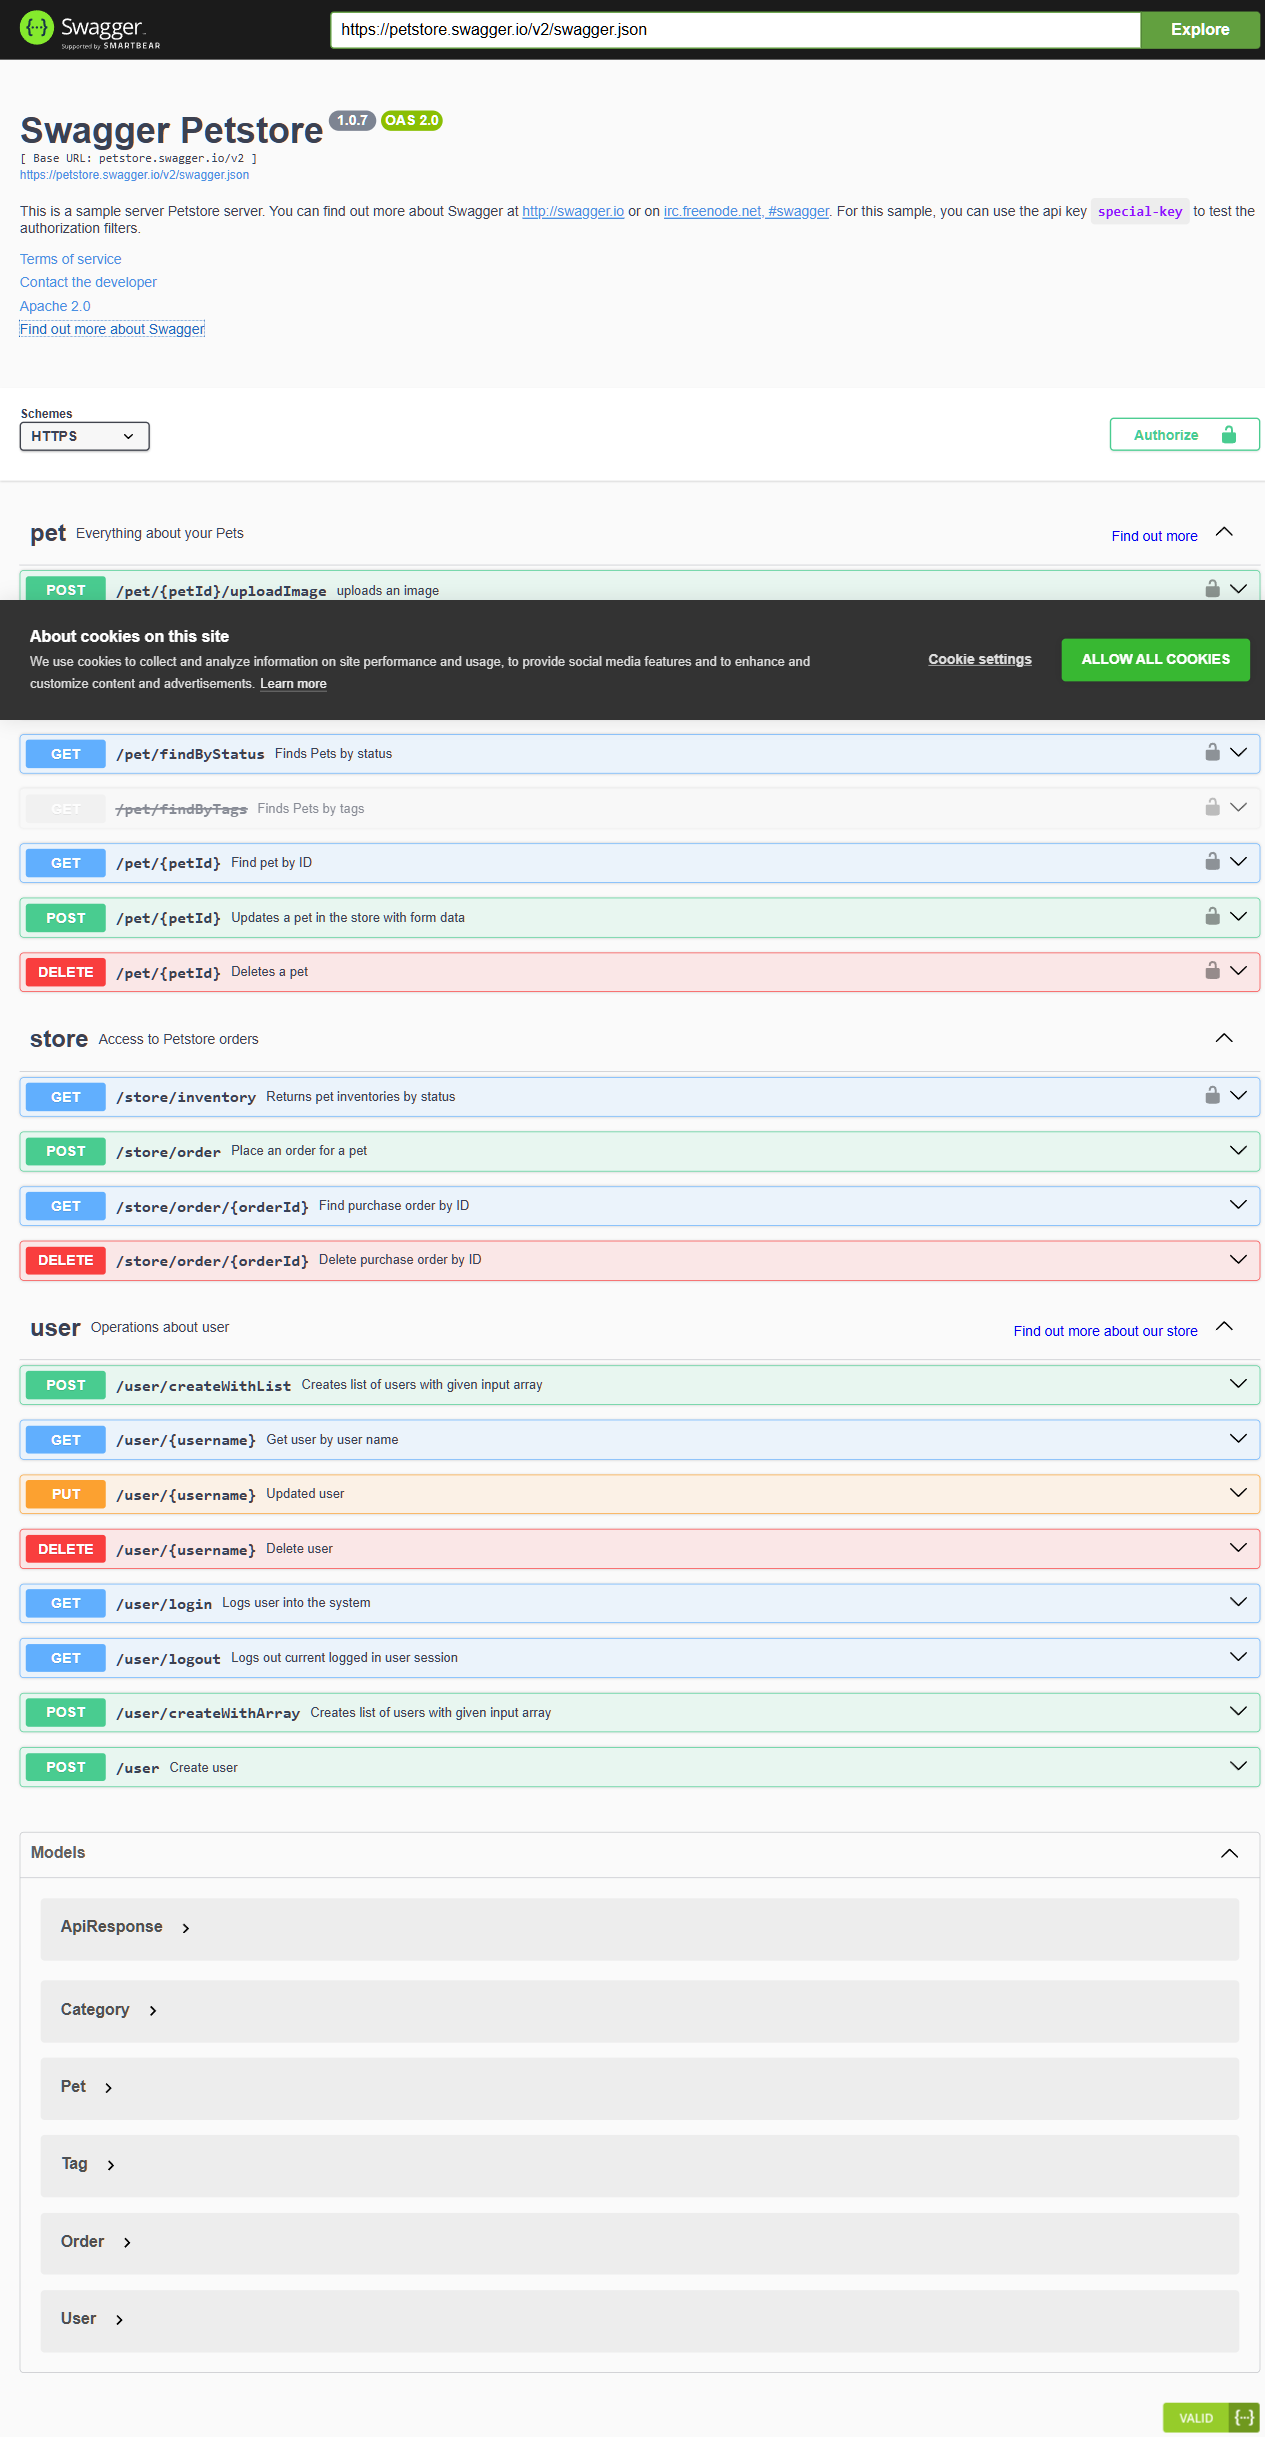 Swagger
Supported by SMARTBEAR
https://petstore.swagger.io/v2/swagger.json
Explore
Swagger Petstore 1.0.7 OAS 2.0
[ Base URL: petstore.swagger.io/v2 ]
https://petstore.swagger.io/v2/swagger.json
This is a sample server Petstore server. You can find out more about Swagger at http://swagger.io or on irc.freenode.net, #swagger. For this sample, you can use the api key special-key to test the
authorization filters.
Terms of service
Contact the developer
Apache 2.0
Find out more about Swagger
Schemes
HTTPS
Authorize
pet Everything about your Pets Find out more
POST /pet/{petId}/uploadImage uploads an image
About cookies on this site
We use cookies to collect and analyze information on site performance and usage, to provide social media features and to enhance and
customize content and advertisements. Learn more
Cookie settings
ALLOW ALL COOKIES
GET /pet/findByStatus Finds Pets by status
GET /pet/findByTags Finds Pets by tags
GET /pet/{petId} Find pet by ID
POST /pet/{petId} Updates a pet in the store with form data
DELETE /pet/{petId} Deletes a pet
store Access to Petstore orders
GET /store/inventory Returns pet inventories by status
POST /store/order Place an order for a pet
GET /store/order/{orderId} Find purchase order by ID
DELETE /store/order/{orderId} Delete purchase order by ID
user Operations about user Find out more about our store
POST /user/createWithList Creates list of users with given input array
GET /user/{username} Get user by user name
PUT /user/{username} Updated user
DELETE /user/{username} Delete user
GET /user/login Logs user into the system
GET /user/logout Logs out current logged in user session
POST /user/createWithArray Creates list of users with given input array
POST /user Create user
Models
ApiResponse
Category
Pet
Tag
Order
User
VALID {···}